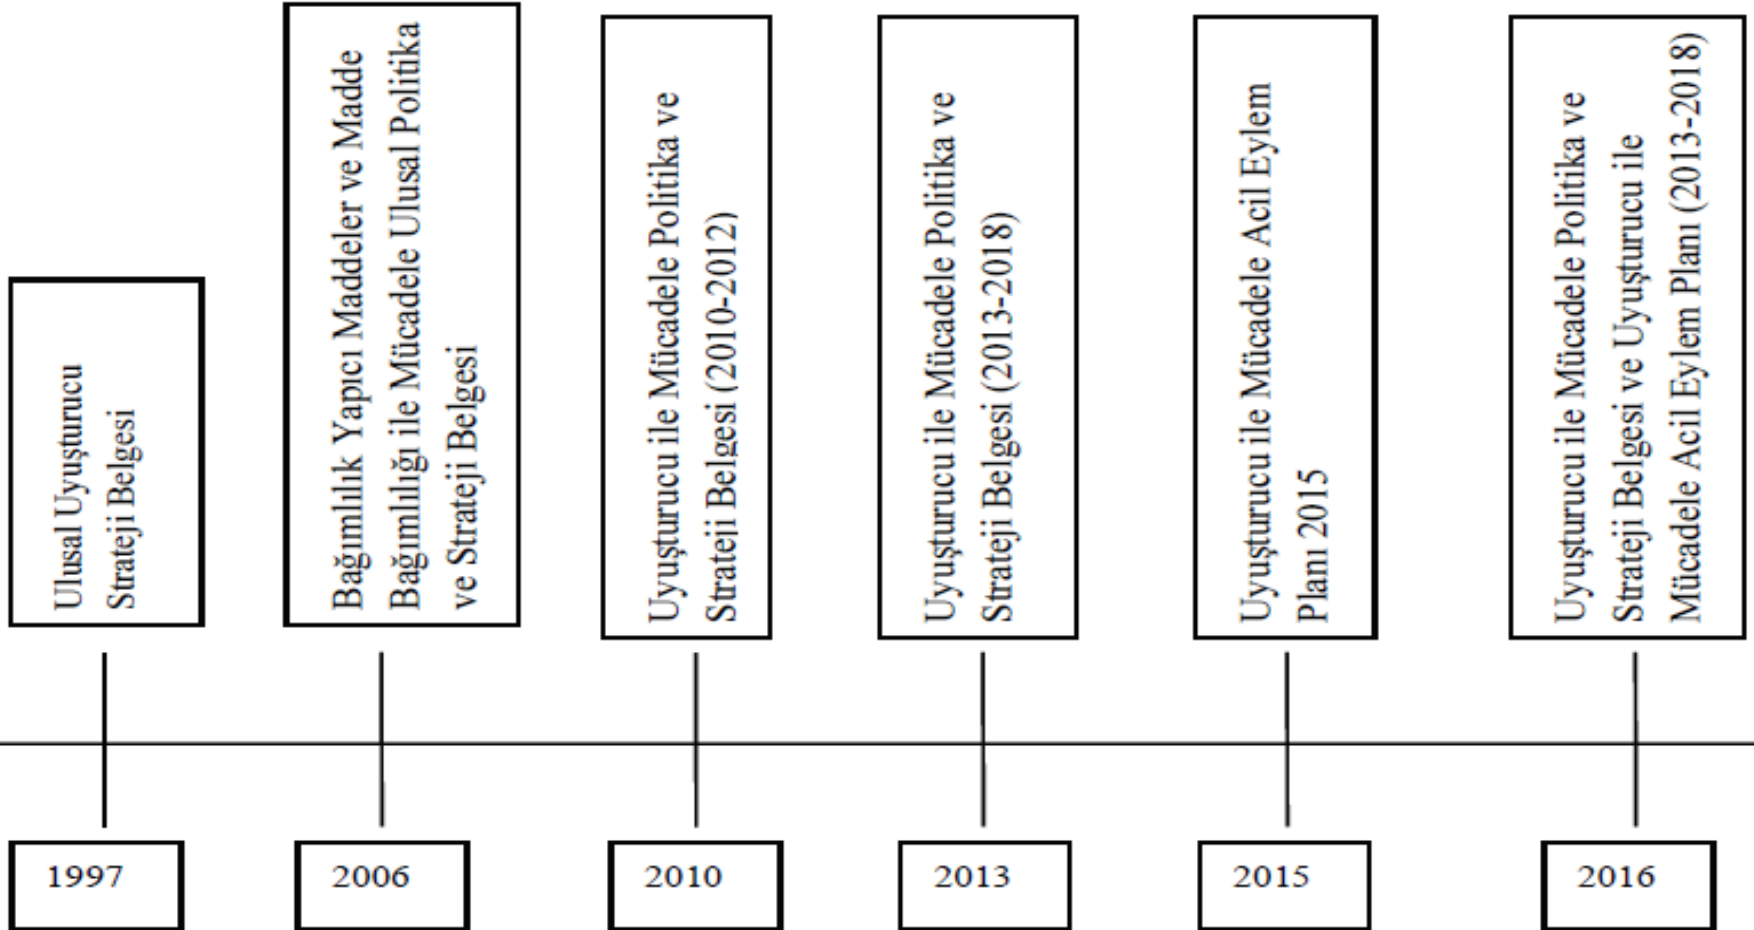 Ulusal Uyuşturucu
Strateji Belgesi
Bağımlılık Yapıcı Maddeler ve Madde
Bağımlılığı ile Mücadele Ulusal Politika
ve Strateji Belgesi
Uyuşturucu ile Mücadele Politika ve
Strateji Belgesi (2010-2012)
Uyuşturucu ile Mücadele Politika ve
Strateji Belgesi (2013-2018)
Uyuşturucu ile Mücadele Acil Eylem
Planı 2015
Uyuşturucu ile Mücadele Politika ve
Strateji Belgesi ve Uyuşturucu ile
Mücadele Acil Eylem Planı (2013-2018)
1997
2006
2010
2013
2015
2016